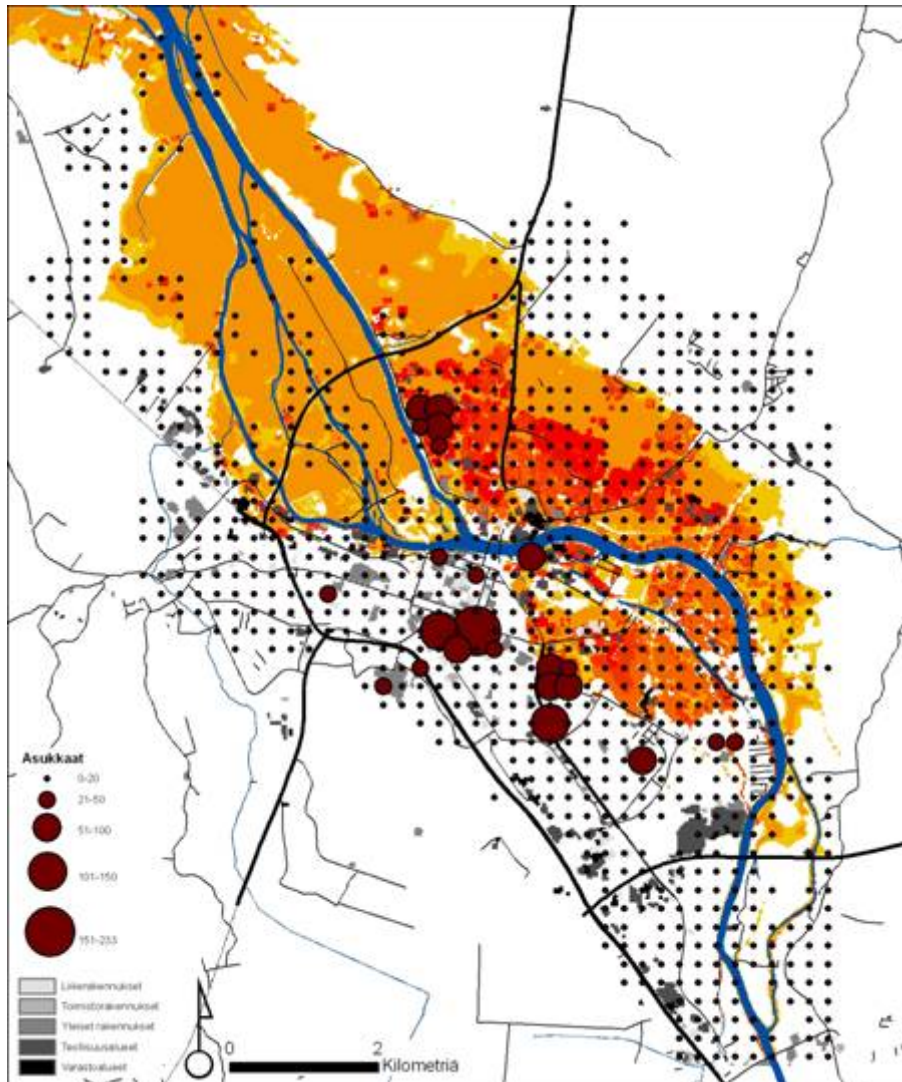 Asukkaat
0-20
21-50
51-100
101-150
151-233
Liikerakennukset
Toimistorakennukset
Yleiset rakennukset
Teollisuusalueet
Varastoalueet
0 2
Kilometriä